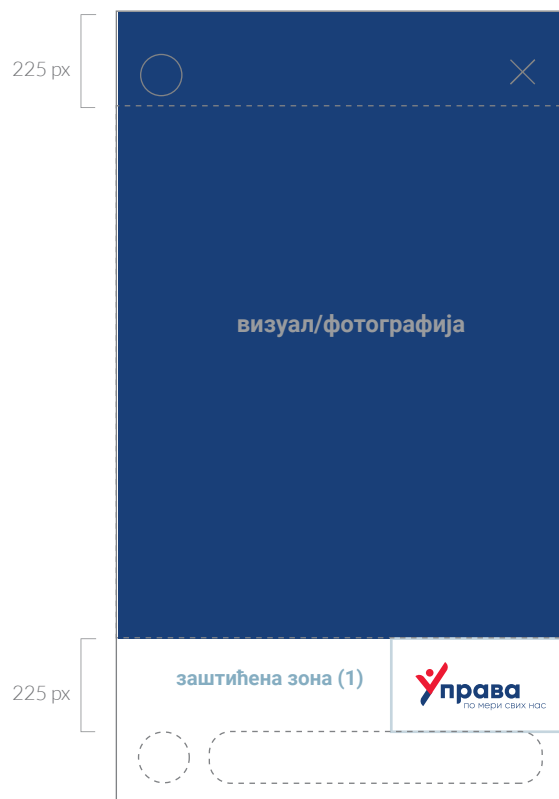 225 px
визуал/фотографија
225 px
заштићена зона (1)
Управа
по мери свих нас